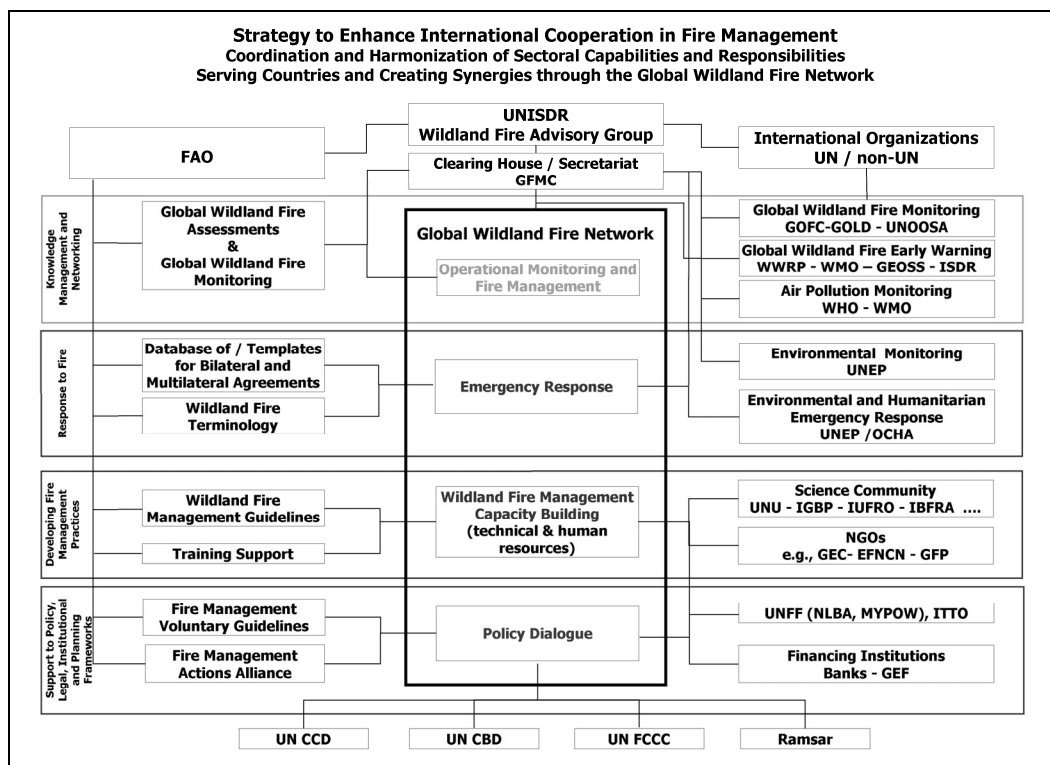 Strategy to Enhance International Cooperation in Fire Management
Coordination and Harmonization of Sectoral Capabilities and Responsibilities
Serving Countries and Creating Synergies through the Global Wildland Fire Network
UNISDR
Wildland Fire Advisory Group
FAO
International Organizations
UN / non-UN
Clearing House / Secretariat
GFMC
Knowledge
Management and
Networking
Global Wildland Fire
Assessments
&
Global Wildland Fire
Monitoring
Global Wildland Fire Network
Operational Monitoring and
Fire Management
Global Wildland Fire Monitoring
GOFC-GOLD - UNOOSA
Global Wildland Fire Early Warning
WWRP - WMO – GEOSS - ISDR
Air Pollution Monitoring
WHO - WMO
Response to Fire
Database of / Templates
for Bilateral and
Multilateral Agreements
Wildland Fire
Terminology
Emergency Response
Environmental Monitoring
UNEP
Environmental and Humanitarian
Emergency Response
UNEP /OCHA
Developing Fire
Management
Practices
Wildland Fire
Management Guidelines
Training Support
Wildland Fire Management
Capacity Building
(technical & human
resources)
Science Community
UNU - IGBP - IUFRO - IBFRA ....
NGOs
e.g., GEC- EFNCN - GFP
Support to Policy,
Legal, Institutional
and Planning
Frameworks
Fire Management
Voluntary Guidelines
Fire Management
Actions Alliance
Policy Dialogue
UNFF (NLBA, MYPOW), ITTO
Financing Institutions
Banks - GEF
UN CCD
UN CBD
UN FCCC
Ramsar